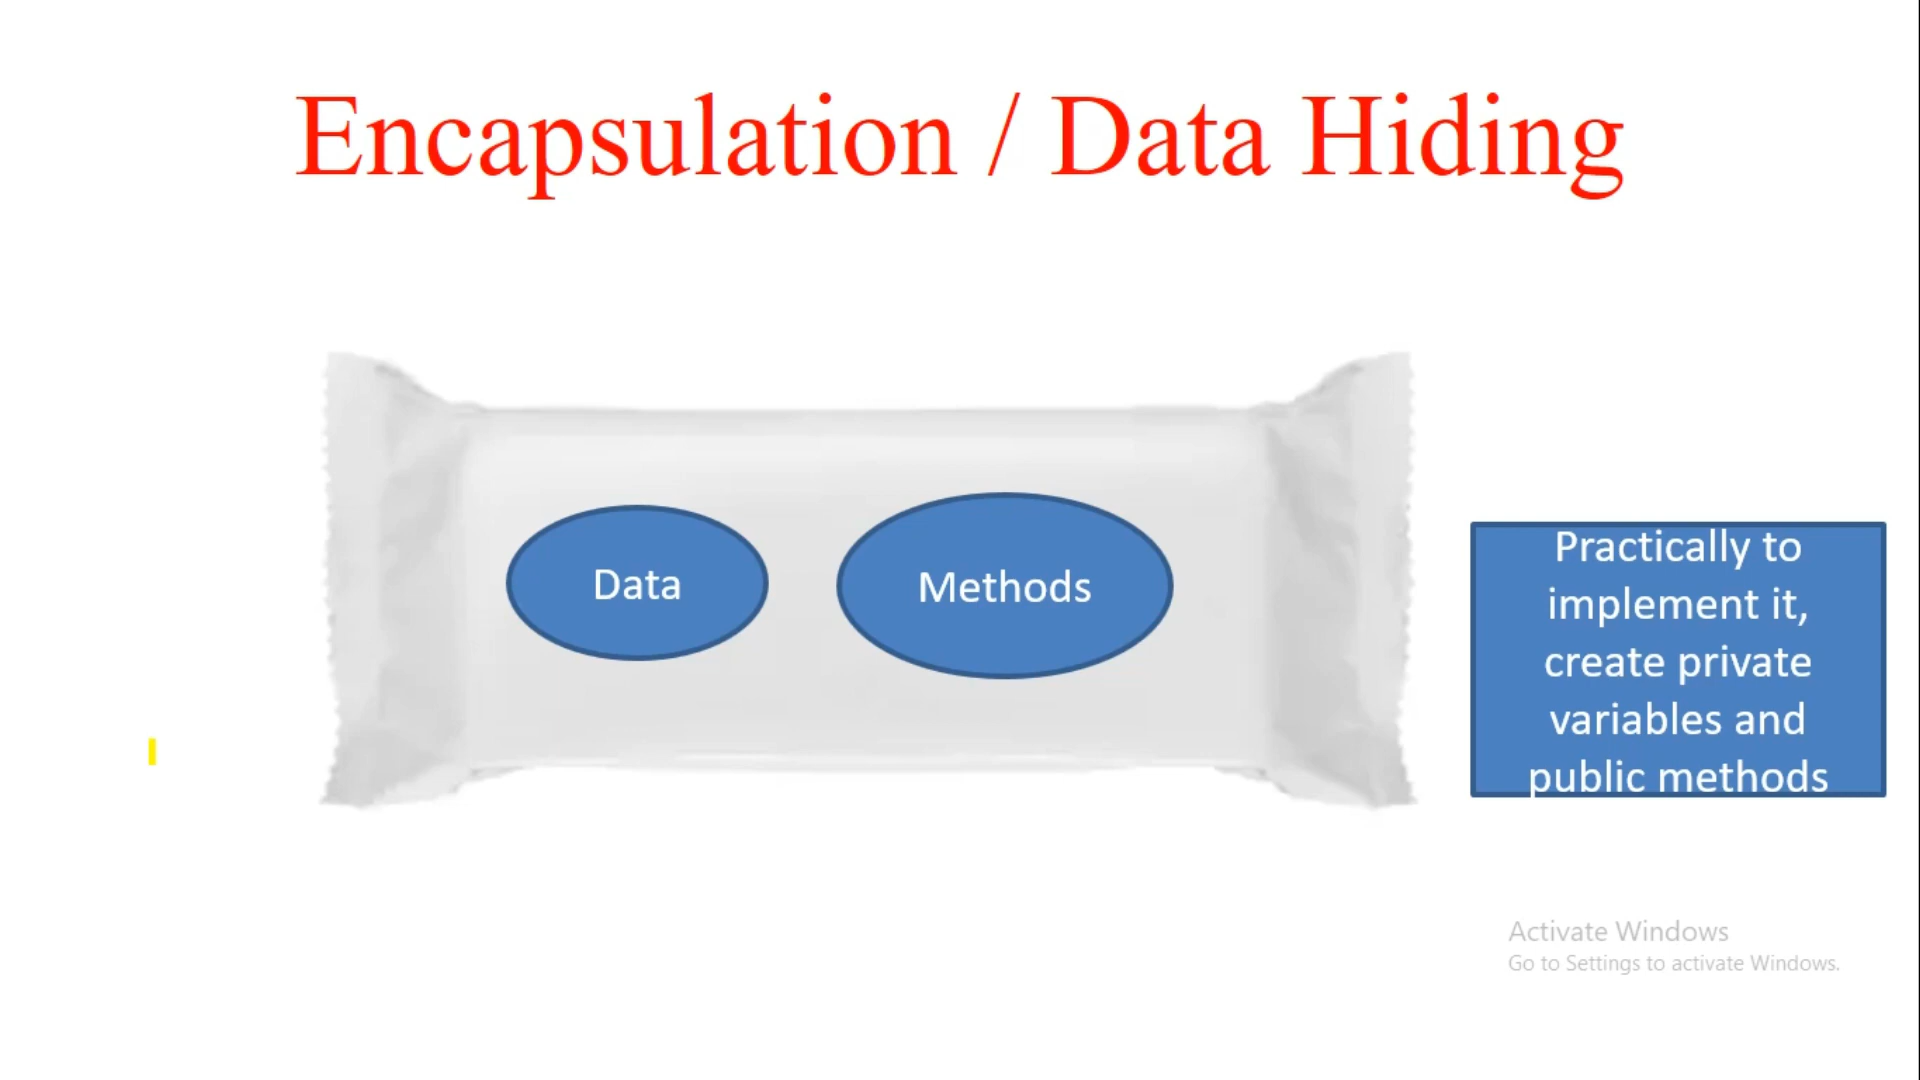 Encapsulation / Data Hiding
Data
Methods
Practically to
implement it,
create private
variables and
public methods
Activate Windows
Go to Settings to activate Windows.